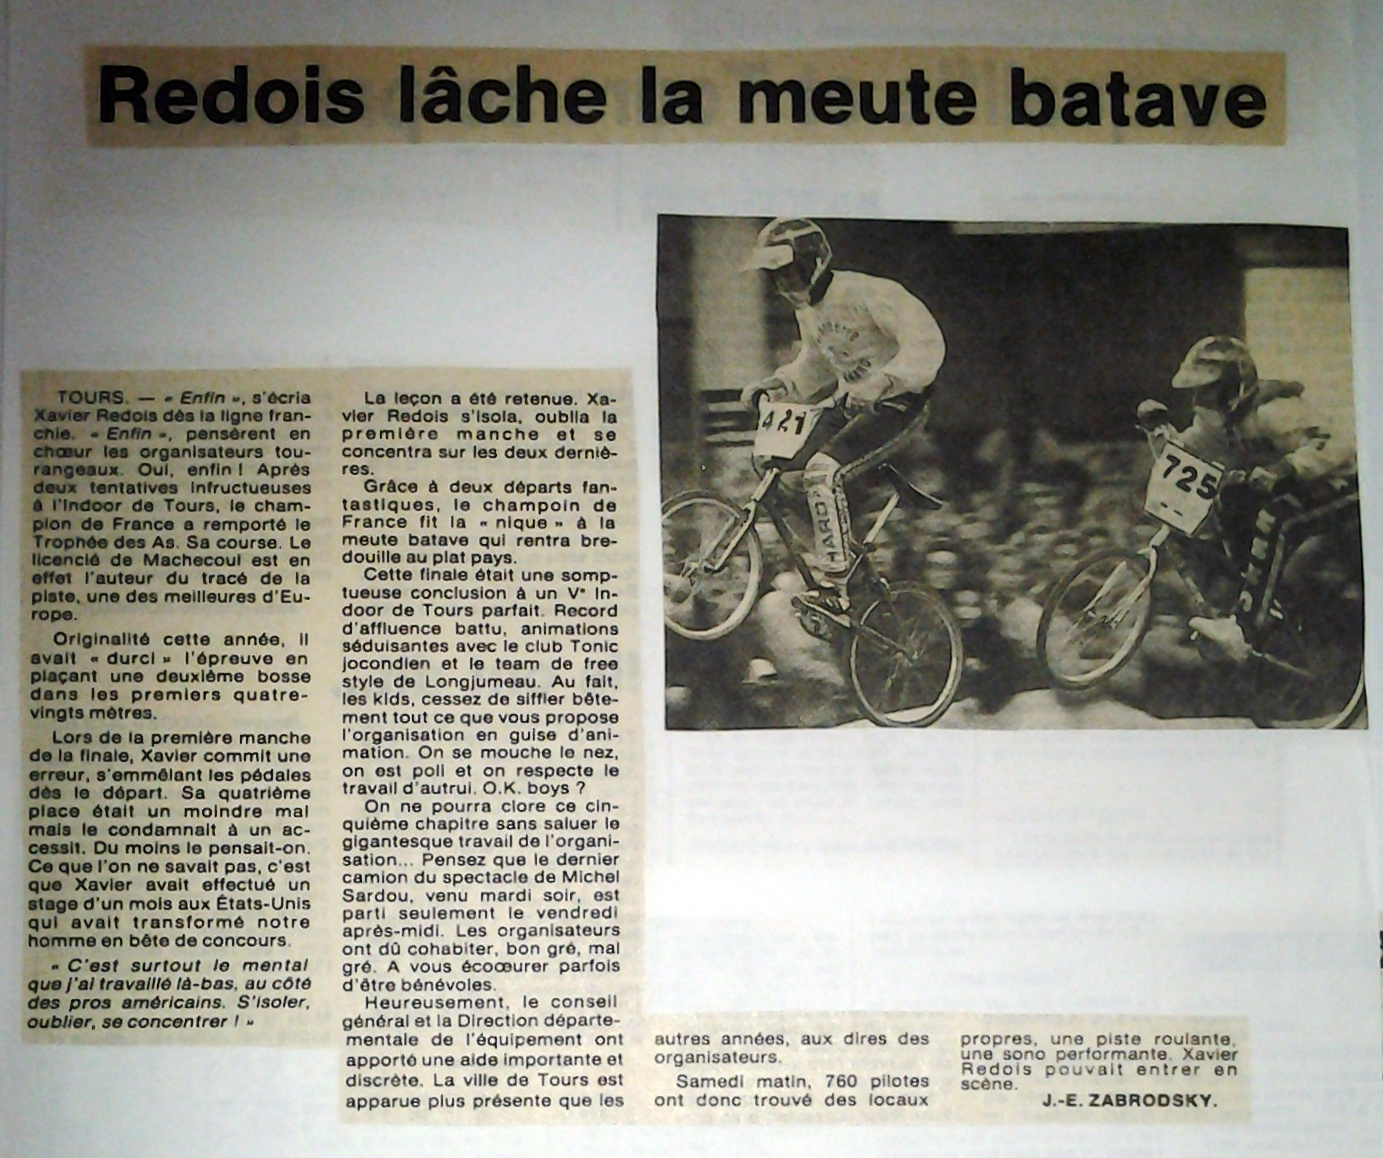 Redois lâche la meute batave
TOURS. — « Enfin », s'écria
Xavier Redois dès la ligne fran-
chie. « Enfin », pensèrent en
chœur les organisateurs tou-
rangeaux. Oui, enfin ! Après
deux tentatives infructueuses
à l'Indoor de Tours, le cham-
pion de France a remporté le
Trophée des As. Sa course. Le
licencié de Machecoul est en
effet l'auteur du tracé de la
piste, une des meilleures d'Eu-
rope.
Originalité cette année, il
avait « durci » l'épreuve en
plaçant une deuxième bosse
dans les premiers quatre-
vingts mètres.
Lors de la première manche
de la finale, Xavier commit une
erreur, s'emmêlant les pédales
dès le départ. Sa quatrième
place était un moindre mal
mais le condamnait à un ac-
cessit. Du moins le pensait-on.
Ce que l'on ne savait pas, c'est
que Xavier avait effectué un
stage d'un mois aux États-Unis
qui avait transformé notre
homme en bête de concours.
« C'est surtout le mental
que j'ai travaillé là-bas, au côté
des pros américains. S'isoler,
oublier, se concentrer ! »
La leçon a été retenue. Xa-
vier Redois s'isola, oublia la
première manche et se
concentra sur les deux derniè-
res.
Grâce à deux départs fan-
tastiques, le champoin de
France fit la « nique » à la
meute batave qui rentra bre-
douille au plat pays.
Cette finale était une somp-
tueuse conclusion à un Ve In-
door de Tours parfait. Record
d'affluence battu, animations
séduisantes avec le club Tonic
jocondien et le team de free
style de Longjumeau. Au fait,
les kids, cessez de siffler bête-
ment tout ce que vous propose
l'organisation en guise d'ani-
mation. On se mouche le nez,
on est poli et on respecte le
travail d'autrui. O.K. boys ?
On ne pourra clore ce cin-
quième chapitre sans saluer le
gigantesque travail de l'organi-
sation... Pensez que le dernier
camion du spectacle de Michel
Sardou, venu mardi soir, est
parti seulement le vendredi
après-midi. Les organisateurs
ont dû cohabiter, bon gré, mal
gré. A vous écoœurer parfois
d'être bénévoles.
Heureusement, le conseil
général et la Direction départe-
mentale de l'équipement ont
apporté une aide importante et
discrète. La ville de Tours est
apparue plus présente que les
autres années, aux dires des
organisateurs.
Samedi matin, 760 pilotes
ont donc trouvé des locaux
propres, une piste roulante,
une sono performante. Xavier
Redois pouvait entrer en
scène.
J.-E. ZABRODSKY.
421
HARO
725